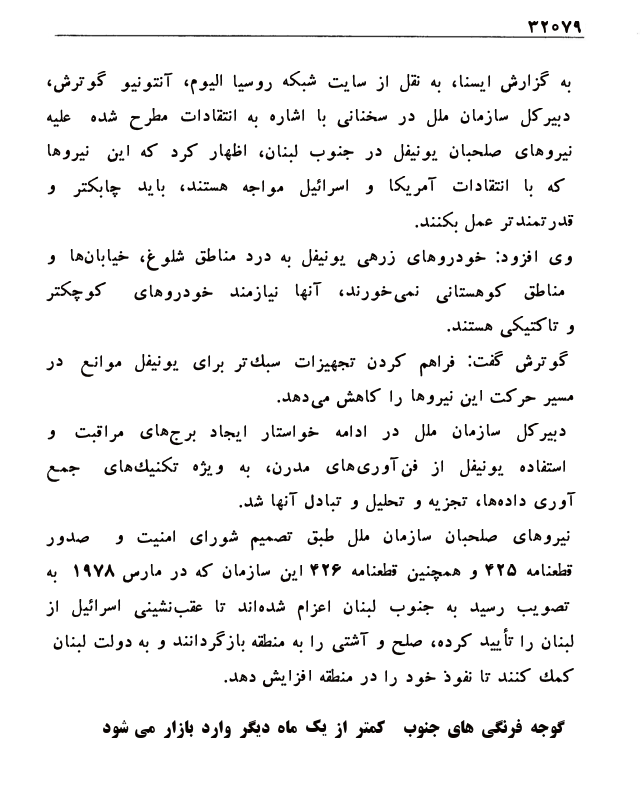 ۳۲۰۷۹
به گزارش ایسنا، به نقل از سایت شبکه روسیا الیوم، آنتونیو گوترش،
دبیرکل سازمان ملل در سخنانی با اشاره به انتقادات مطرح شده علیه
نیروهای صلحبان یونیفل در جنوب لبنان، اظهار کرد که این نیروها
که با انتقادات آمریکا و اسرائیل مواجه هستند، باید چابکتر و
قدرتمندتر عمل بکنند.
وی افزود: خودروهای زرهی یونیفل به درد مناطق شلوغ، خیابان‌ها و
مناطق کوهستانی نمی‌خورند، آنها نیازمند خودروهای کوچکتر
و تاکتیکی هستند.
گوترش گفت: فراهم کردن تجهیزات سبك‌تر برای یونیفل موانع در
مسیر حرکت این نیروها را کاهش می‌دهد.
دبیرکل سازمان ملل در ادامه خواستار ایجاد برج‌های مراقبت و
استفاده یونیفل از فن‌آوری‌های مدرن، به ویژه تکنیك‌های جمع
آوری داده‌ها، تجزیه و تحلیل و تبادل آنها شد.
نیروهای صلحبان سازمان ملل طبق تصمیم شورای امنیت و صدور
قطعنامه ۴۲۵ و همچنین قطعنامه ۴۲۶ این سازمان که در مارس ۱۹۷۸ به
تصویب رسید به جنوب لبنان اعزام شده‌اند تا عقب‌نشینی اسرائیل از
لبنان را تأیید کرده، صلح و آشتی را به منطقه بازگردانند و به دولت لبنان
کمك کنند تا نفوذ خود را در منطقه افزایش دهد.
گوجه فرنگی های جنوب کمتر از یک ماه دیگر وارد بازار می شود